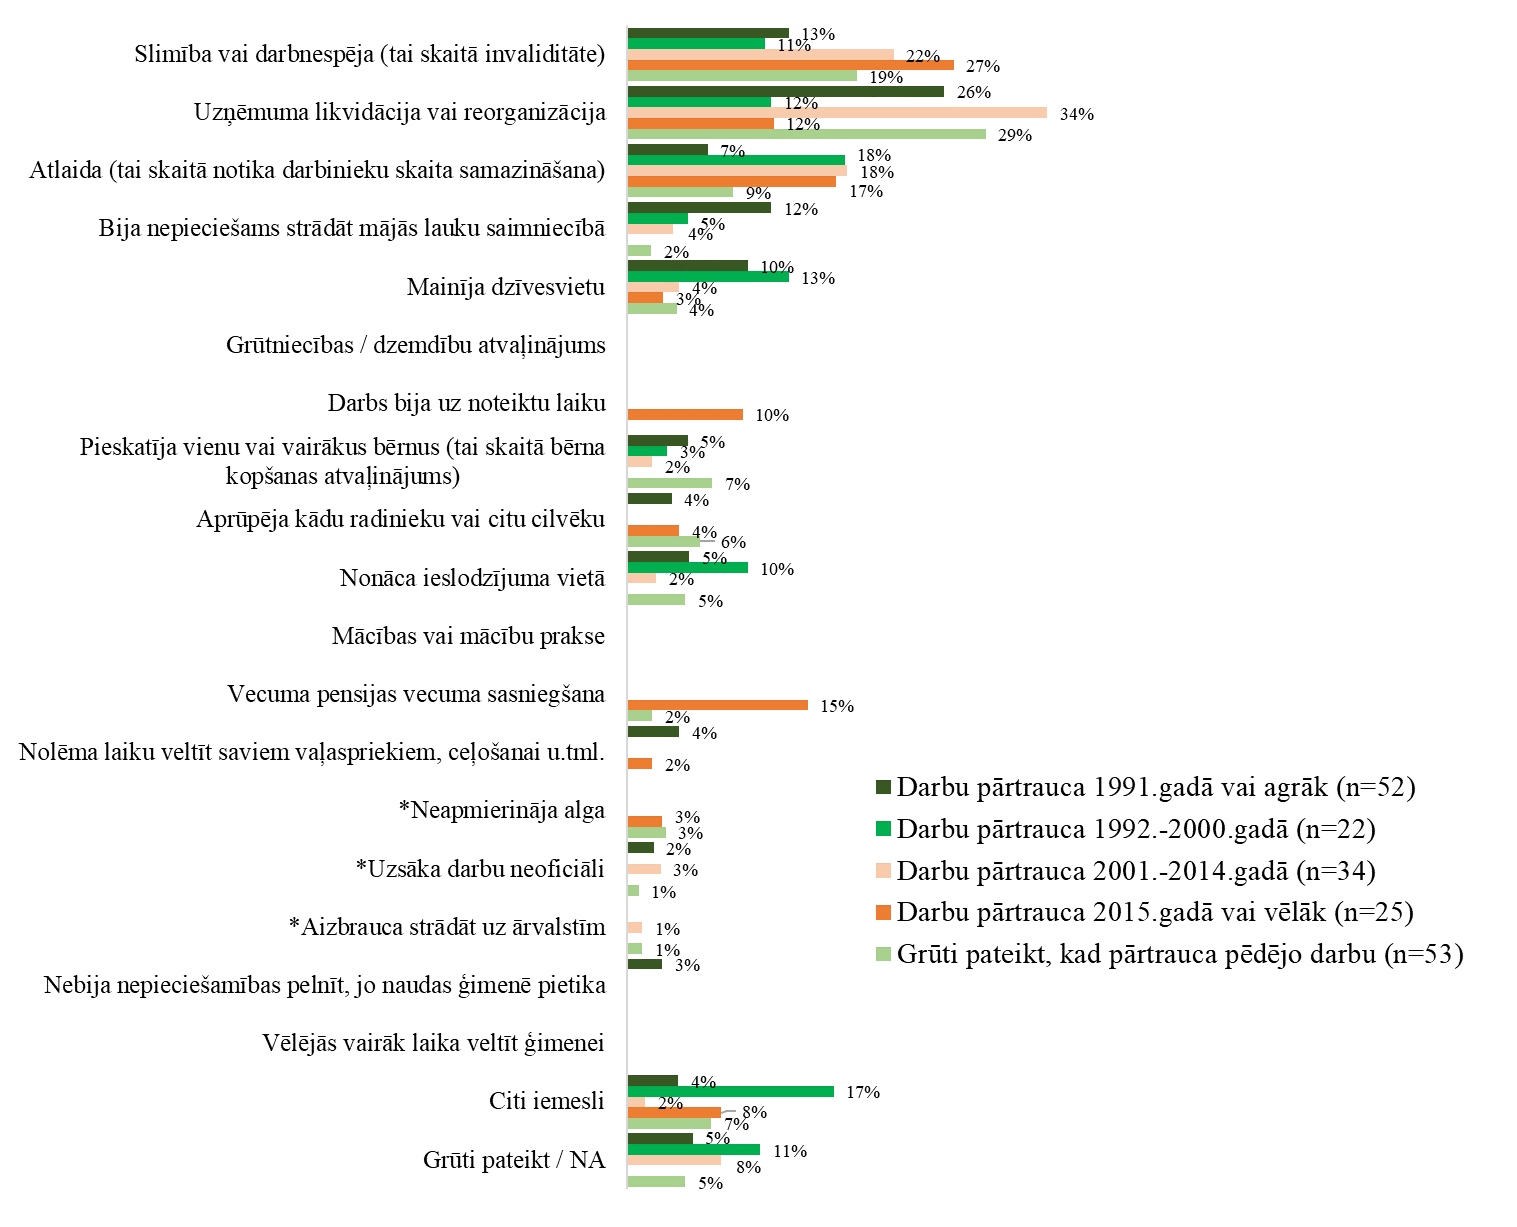 Slimība vai darbnespēja (tai skaitā invaliditāte)
13%
11%
22%
27%
19%
Uzņēmuma likvidācija vai reorganizācija
26%
12%
34%
12%
29%
Atlaida (tai skaitā notika darbinieku skaita samazināšana)
7%
18%
18%
17%
9%
Bija nepieciešams strādāt mājās lauku saimniecībā
12%
5%
4%
2%
Mainīja dzīvesvietu
10%
13%
4%
3%
4%
Grūtniecības / dzemdību atvaļinājums
Darbs bija uz noteiktu laiku
10%
Pieskatīja vienu vai vairākus bērnus (tai skaitā bērna
kopšanas atvaļinājums)
5%
3%
2%
7%
Aprūpēja kādu radinieku vai citu cilvēku
4%
4%
6%
Nonāca ieslodzījuma vietā
5%
10%
2%
5%
Mācības vai mācību prakse
Vecuma pensijas vecuma sasniegšana
15%
2%
Nolēma laiku veltīt saviem vaļaspriekiem, ceļošanai u.tml.
4%
2%
*Neapmierināja alga
3%
3%
*Uzsāka darbu neoficiāli
2%
3%
1%
*Aizbrauca strādāt uz ārvalstīm
1%
1%
Nebija nepieciešamības pelnīt, jo naudas ģimenē pietika
3%
Vēlējās vairāk laika veltīt ģimenei
Citi iemesli
4%
17%
2%
8%
7%
Grūti pateikt / NA
5%
11%
8%
5%
Darbu pārtrauca 1991.gadā vai agrāk (n=52)
Darbu pārtrauca 1992.-2000.gadā (n=22)
Darbu pārtrauca 2001.-2014.gadā (n=34)
Darbu pārtrauca 2015.gadā vai vēlāk (n=25)
Grūti pateikt, kad pārtrauca pēdējo darbu (n=53)